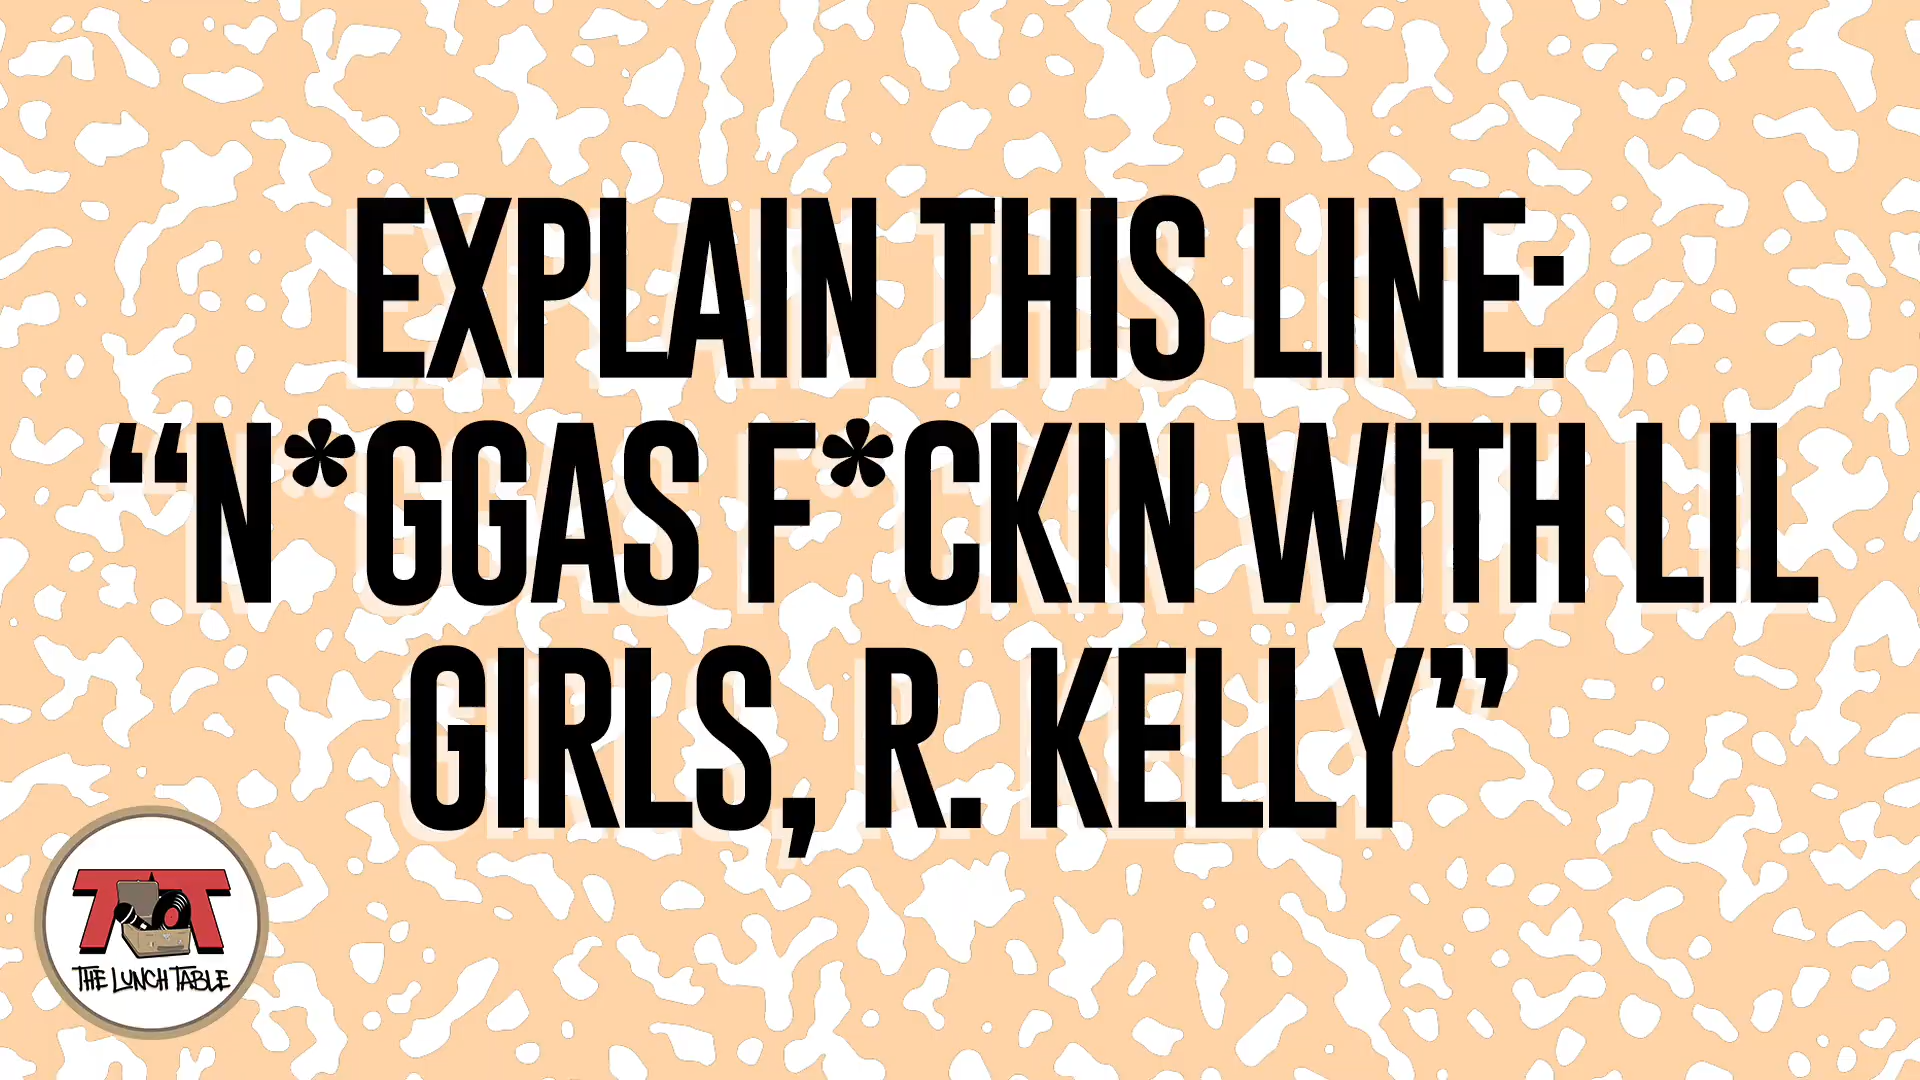 EXPLAIN THIS LINE:
“N*GGAS F*CKIN WITH LIL
GIRLS, R. KELLY”
THE LUNCH TABLE